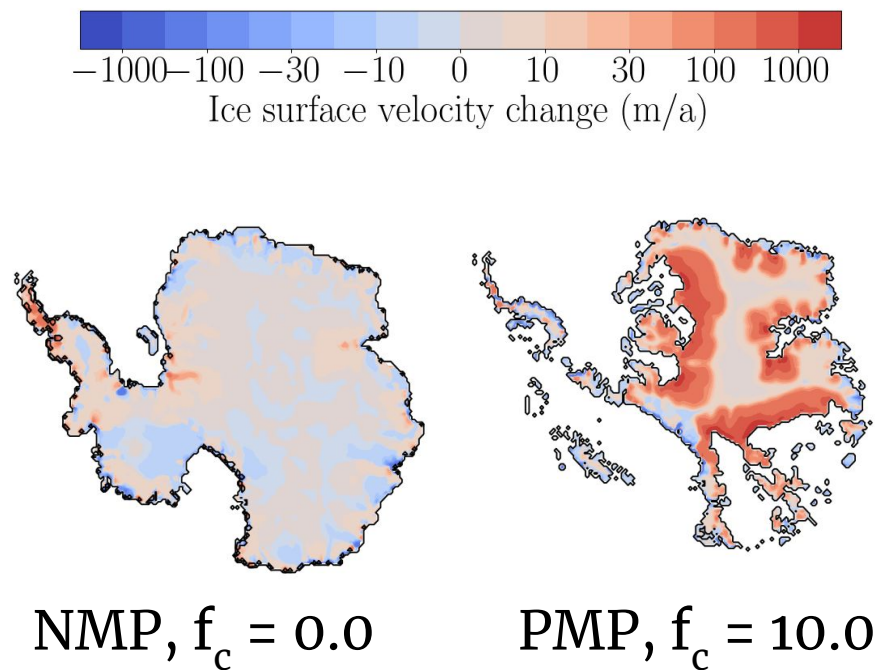 −1000 −100 −30 −10 0 10 30 100 1000
Ice surface velocity change (m/a)
NMP, f_c = 0.0 PMP, f_c = 10.0